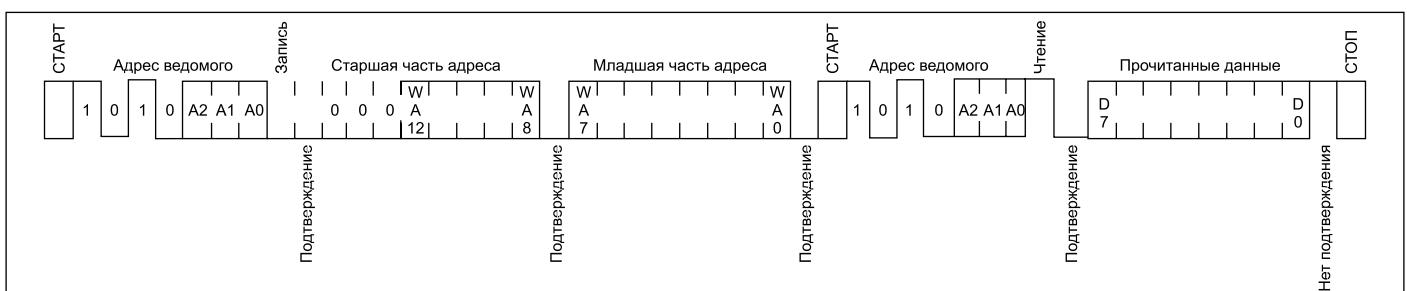 СТАРТ
Адрес ведомого
Запись
Старшая часть адреса
Младшая часть адреса
СТАРТ
Адрес ведомого
Чтение
Прочитанные данные
СТОП
1 0 1 0 A2 A1 A0
0 0 0
W A 12
W A 8
W A 7
W A 0
1 0 1 0 A2 A1 A0
D 7
D 0
Подтверждение
Подтверждение
Подтверждение
Подтверждение
Нет подтверждения